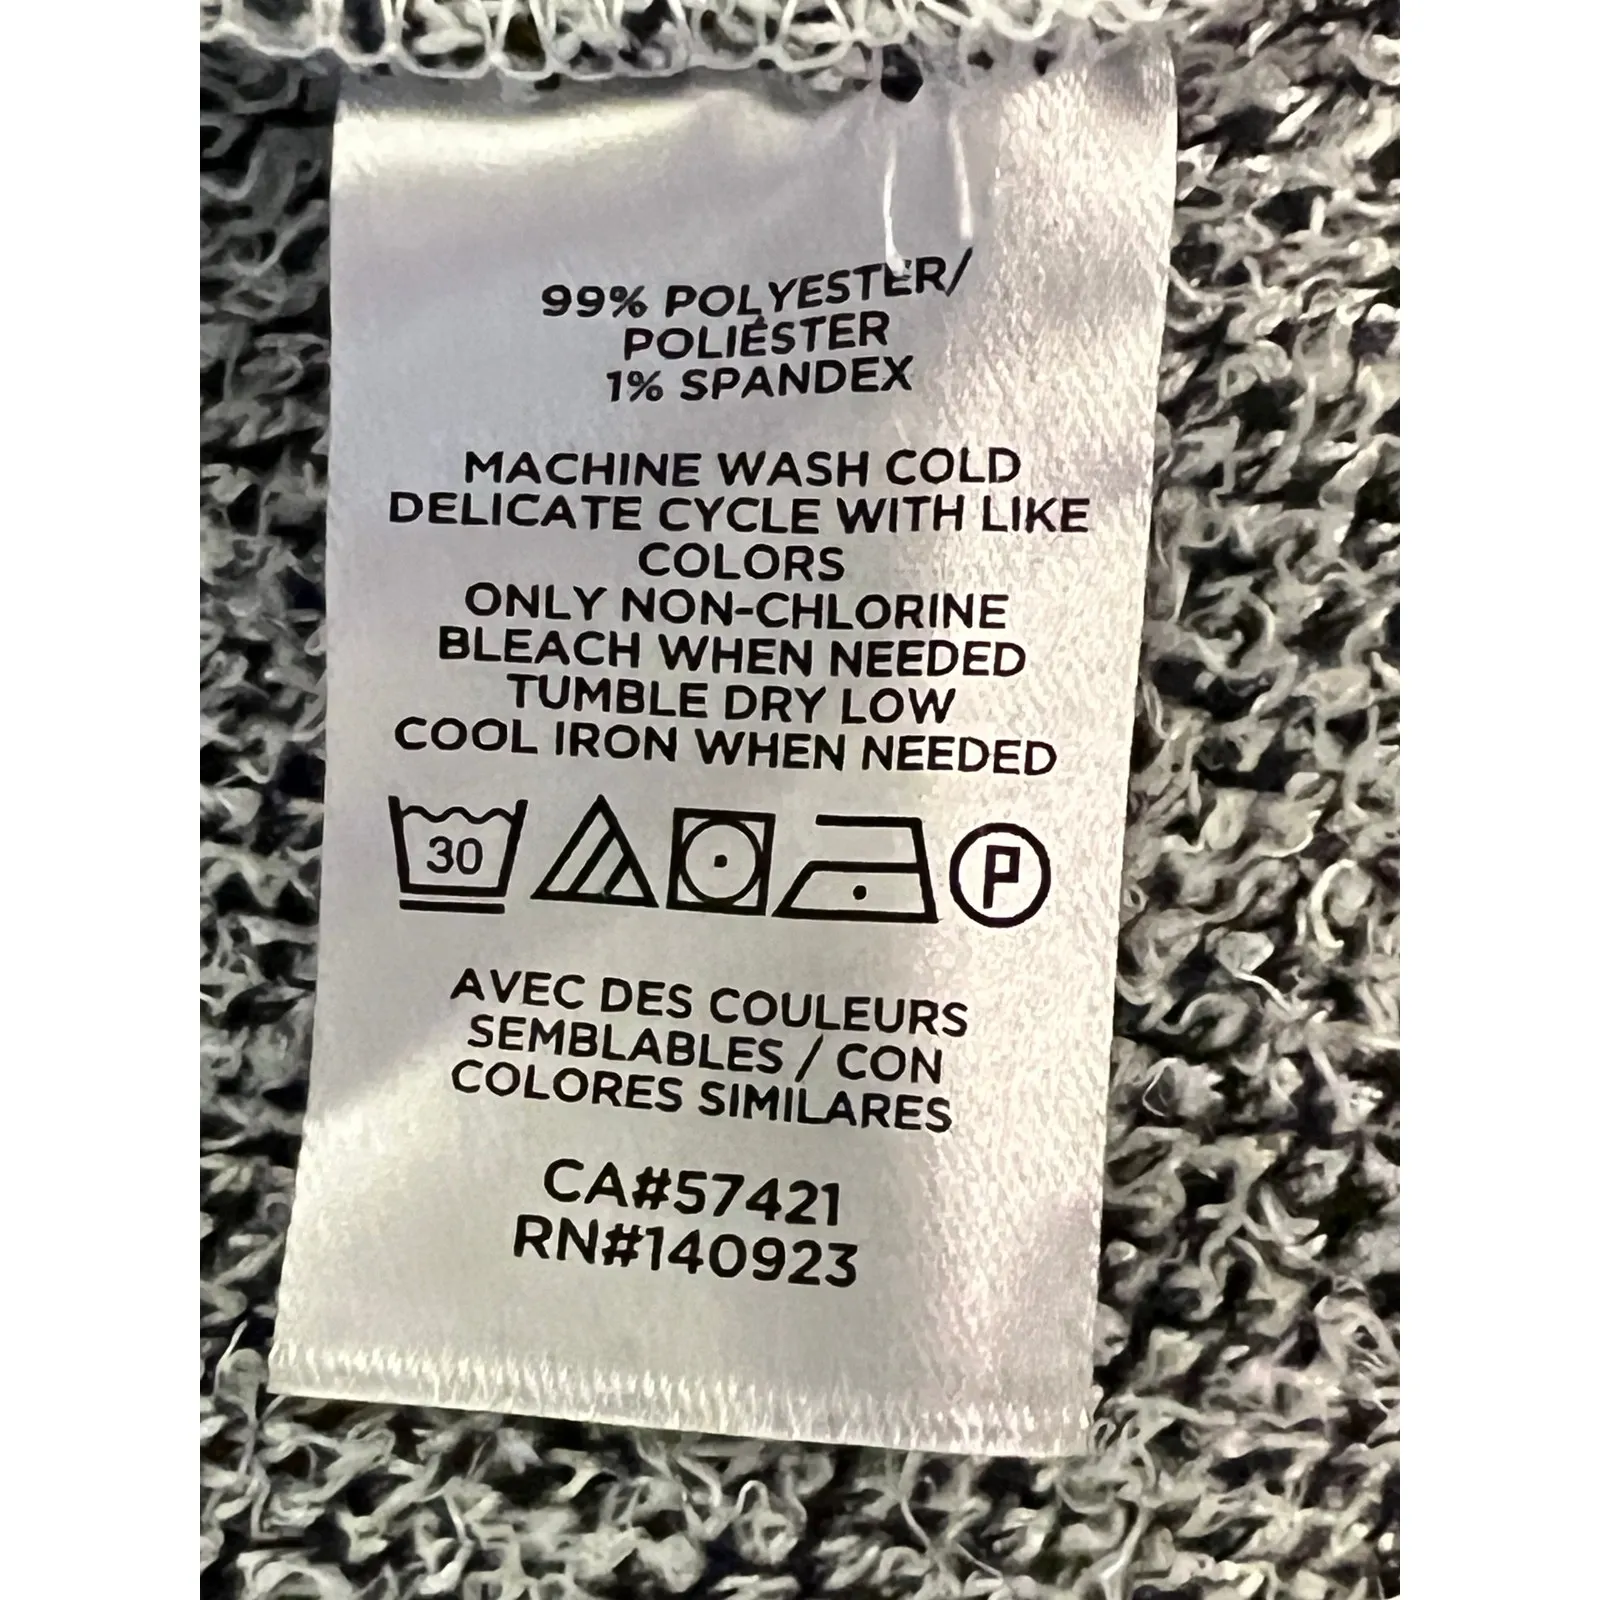 99% POLYESTER/
POLIÉSTER
1% SPANDEX
MACHINE WASH COLD
DELICATE CYCLE WITH LIKE
COLORS
ONLY NON-CHLORINE
BLEACH WHEN NEEDED
TUMBLE DRY LOW
COOL IRON WHEN NEEDED
30 P
AVEC DES COULEURS
SEMBLABLES / CON
COLORES SIMILARES
CA#57421
RN#140923